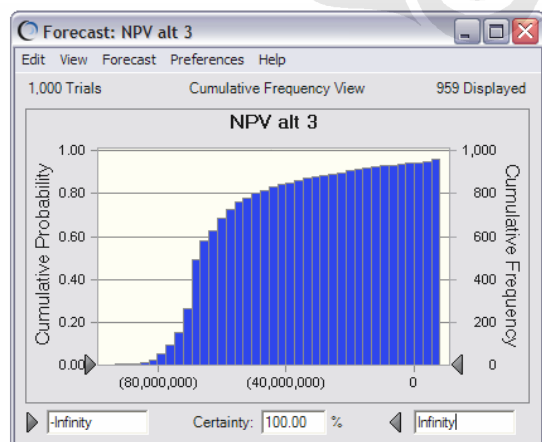 Forecast: NPV alt 3
Edit View Forecast Preferences Help
1,000 Trials Cumulative Frequency View 959 Displayed
NPV alt 3
Cumulative Probability
1.00
0.80
0.60
0.40
0.20
0.00
1,000
800
600
400
200
0
Cumulative Frequency
(80,000,000) (40,000,000) 0
-Infinity Certainty: 100.00 % Infinity